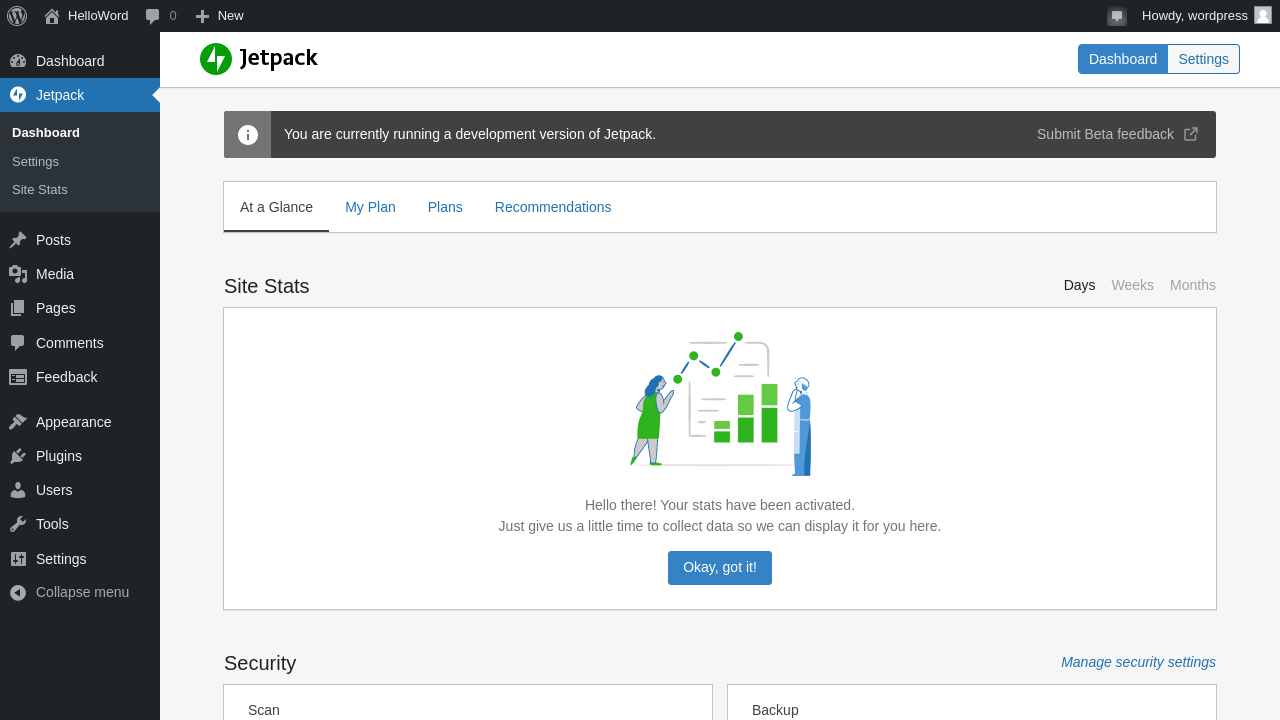 HelloWord
0
New
Howdy, wordpress
Dashboard
Jetpack
Dashboard
Settings
Site Stats
Posts
Media
Pages
Comments
Feedback
Appearance
Plugins
Users
Tools
Settings
Collapse menu
Jetpack
Dashboard
Settings
You are currently running a development version of Jetpack.
Submit Beta feedback
At a Glance
My Plan
Plans
Recommendations
Site Stats
Days
Weeks
Months
Hello there! Your stats have been activated.
Just give us a little time to collect data so we can display it for you here.
Okay, got it!
Security
Manage security settings
Scan
Backup